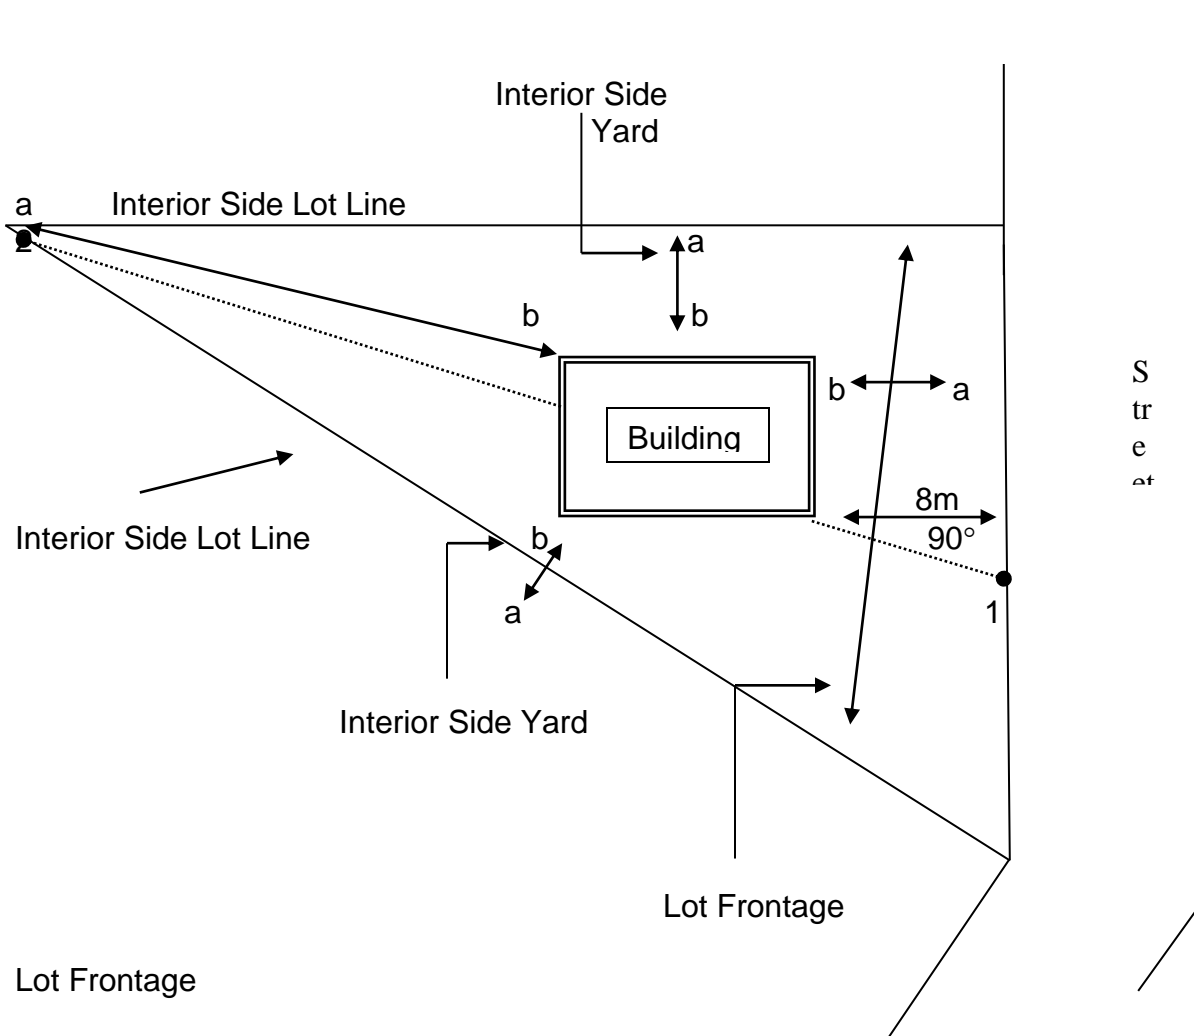 Interior Side
Yard
a
Interior Side Lot Line
2
a
b
b
b
a
S
tr
e
et
Building
8m
90°
Interior Side Lot Line
b
a
1
Interior Side Yard
Lot Frontage
Lot Frontage